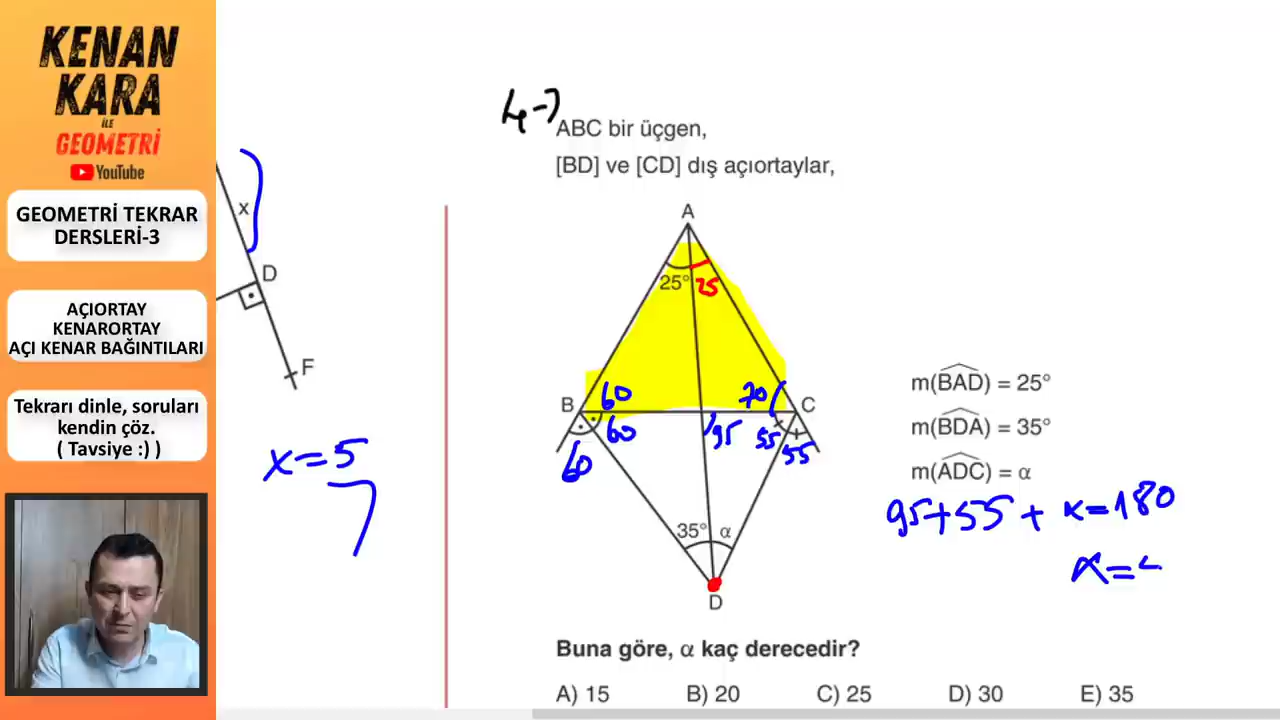 KENAN
KARA
İLE
GEOMETRİ
YouTube
GEOMETRİ TEKRAR
DERSLERİ-3
AÇIORTAY
KENARORTAY
AÇI KENAR BAĞINTILARI
Tekrarı dinle, soruları
kendin çöz.
( Tavsiye :) )
x
D
F
x=5
4-)
ABC bir üçgen,
[BD] ve [CD] dış açıortaylar,
A
25° 25
B 60 70 C
60 95 55 55
60
35° α
D
m(BAD) = 25°
m(BDA) = 35°
m(ADC) = α
95+55+α=180
α=
Buna göre, α kaç derecedir?
A) 15 B) 20 C) 25 D) 30 E) 35